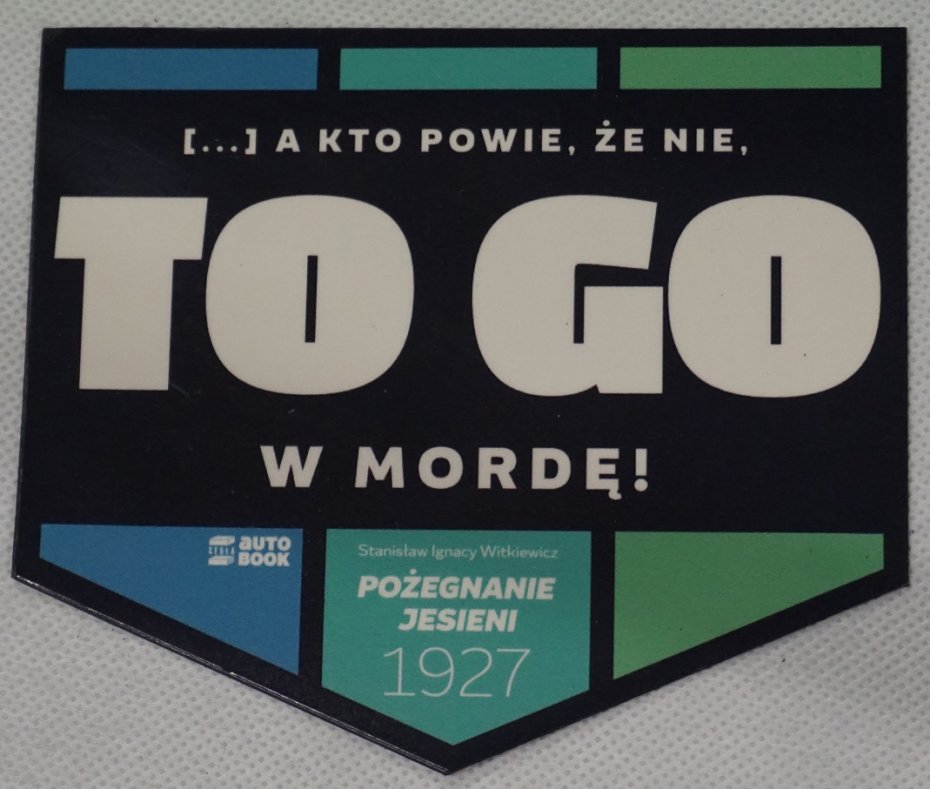 [...] A KTO POWIE, ŻE NIE,
TO GO
W MORDĘ!
AUTO
BOOK
Stanisław Ignacy Witkiewicz
POŻEGNANIE
JESIENI
1927